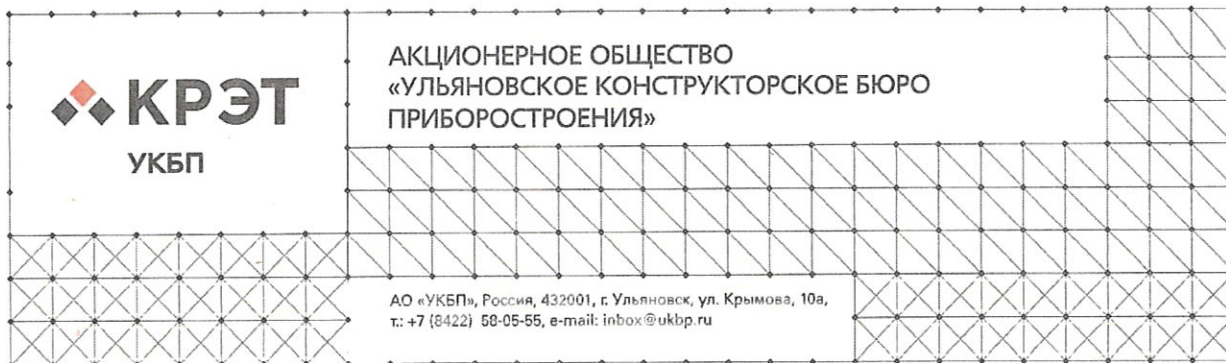 КРЭТ
УКБП
АКЦИОНЕРНОЕ ОБЩЕСТВО
«УЛЬЯНОВСКОЕ КОНСТРУКТОРСКОЕ БЮРО
ПРИБОРОСТРОЕНИЯ»
АО «УКБП», Россия, 432001, г. Ульяновск, ул. Крымова, 10а,
т.: +7 (8422) 58-05-55, e-mail: inbox@ukbp.ru